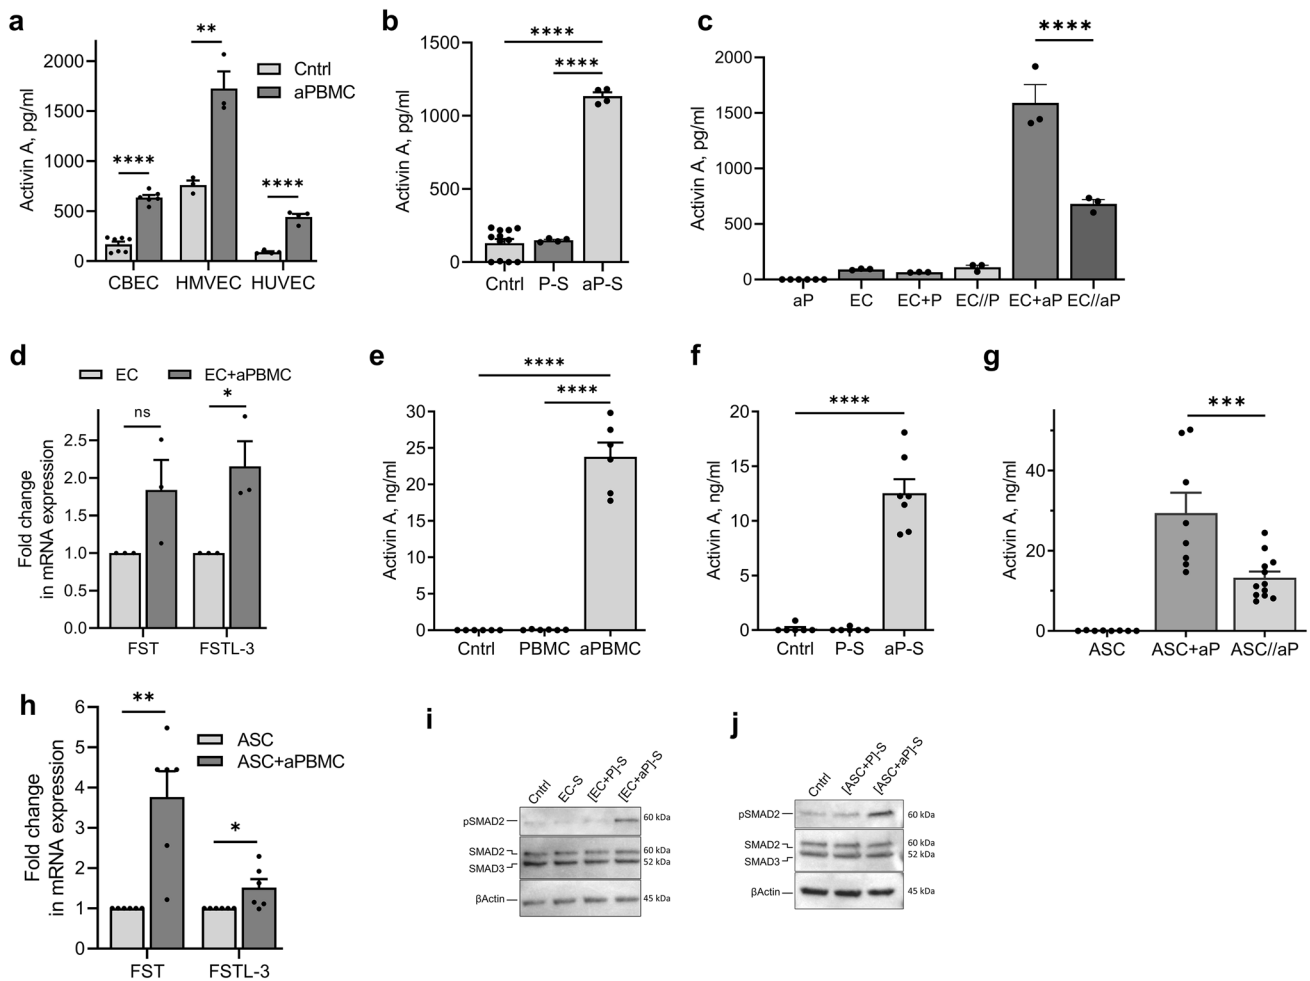 a
**
Cntrl
aPBMC
****
****
Activin A, pg/ml
2000
1500
1000
500
0
CBEC HMVEC HUVEC
b
****
****
Activin A, pg/ml
1500
1000
500
0
Cntrl P-S aP-S
c
****
Activin A, pg/ml
2000
1500
2000
500
0
aP EC EC+P EC//P EC+aP EC//aP
d
EC EC+aPBMC
ns
*
Fold change
in mRNA expression
2.5
2.0
1.5
1.0
0.5
0.0
FST FSTL-3
e
****
****
Activin A, ng/ml
30
25
20
15
10
5
0
Cntrl PBMC aPBMC
f
****
Activin A, ng/ml
20
15
10
5
0
Cntrl P-S aP-S
g
***
Activin A, ng/ml
40
20
0
ASC ASC+aP ASC//aP
h
**
ASC
ASC+aPBMC
*
Fold change
in mRNA expression
6
5
4
3
2
1
0
FST FSTL-3
i
Cntrl EC-S [EC+P]-S [EC+aP]-S
pSMAD2 60 kDa
SMAD2 60 kDa
SMAD3 52 kDa
βActin 45 kDa
j
Cntrl [ASC+P]-S [ASC+aP]-S
pSMAD2 60 kDa
SMAD2 60 kDa
SMAD3 52 kDa
βActin 45 kDa